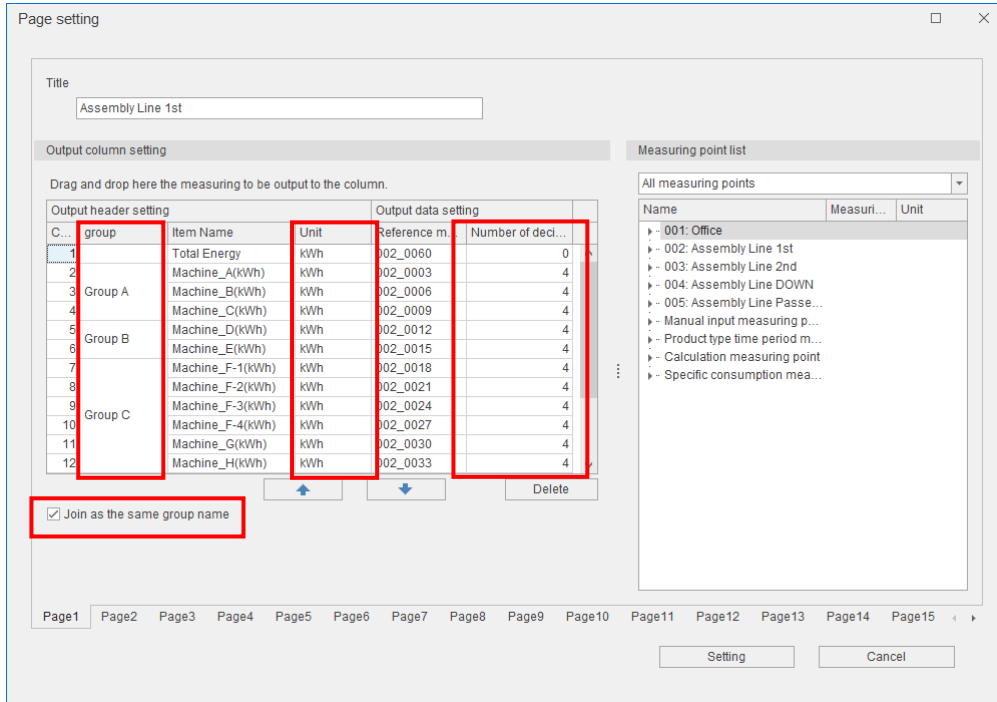 Page setting
Title
Assembly Line 1st
Output column setting
Drag and drop here the measuring to be output to the column.
Output header setting Output data setting
C... group Item Name Unit Reference m... Number of deci...
1 Total Energy kWh 002_0060 0
2 Machine_A(kWh) kWh 002_0003 4
3 Group A Machine_B(kWh) kWh 002_0006 4
4 Machine_C(kWh) kWh 002_0009 4
5 Group B Machine_D(kWh) kWh 002_0012 4
6 Machine_E(kWh) kWh 002_0015 4
7 Machine_F-1(kWh) kWh 002_0018 4
8 Machine_F-2(kWh) kWh 002_0021 4
9 Group C Machine_F-3(kWh) kWh 002_0024 4
10 Machine_F-4(kWh) kWh 002_0027 4
11 Machine_G(kWh) kWh 002_0030 4
12 Machine_H(kWh) kWh 002_0033 4
Delete
Join as the same group name
Measuring point list
All measuring points
Name Measuri... Unit
001: Office
002: Assembly Line 1st
003: Assembly Line 2nd
004: Assembly Line DOWN
005: Assembly Line Passe...
Manual input measuring p...
Product type time period m...
Calculation measuring point
Specific consumption mea...
Page1 Page2 Page3 Page4 Page5 Page6 Page7 Page8 Page9 Page10 Page11 Page12 Page13 Page14 Page15
Setting Cancel